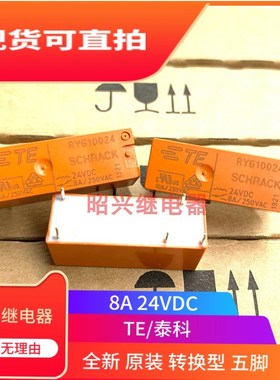 现货可直拍
TE
RYG10024
SCHRACK
24VDC
8A/250VAC
TE
RYG10024
SCHRACK
24VDC
8A/250VAC
昭兴继电器
继电器
无理由
8A 24VDC
TE/泰科
全新 原装 转换型 五脚